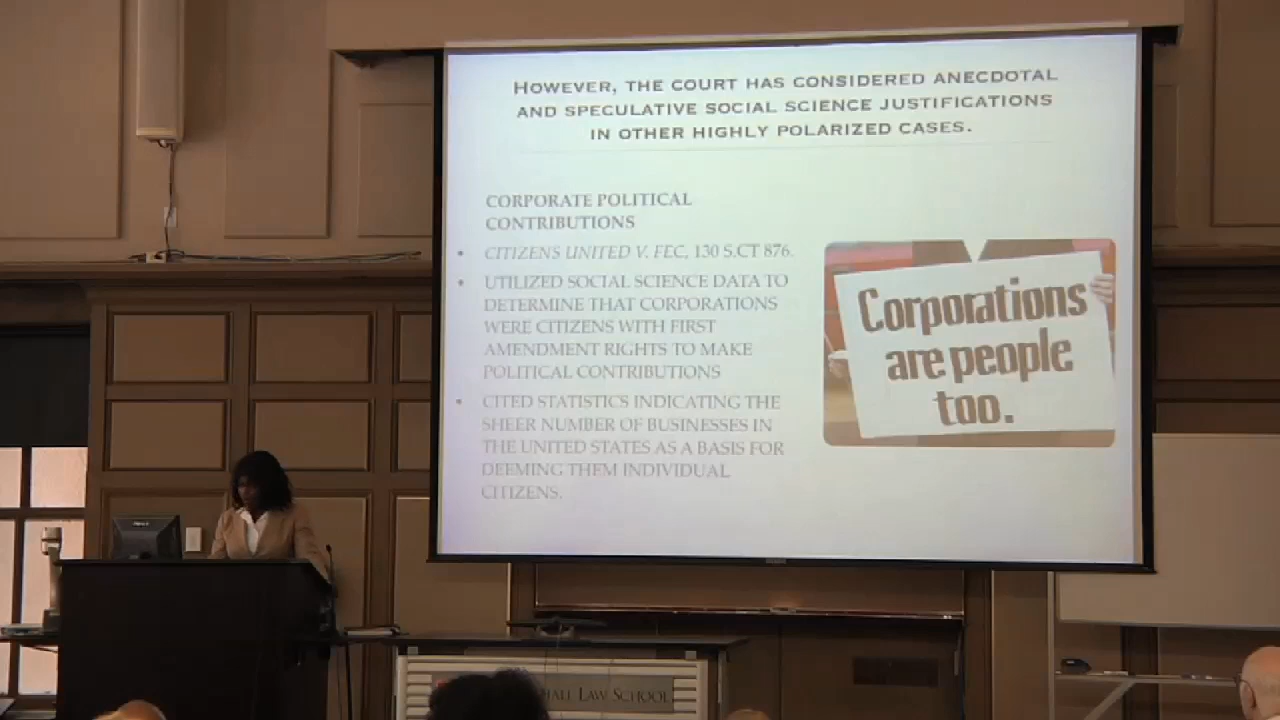 HOWEVER, THE COURT HAS CONSIDERED ANECDOTAL
AND SPECULATIVE SOCIAL SCIENCE JUSTIFICATIONS
IN OTHER HIGHLY POLARIZED CASES.
CORPORATE POLITICAL
CONTRIBUTIONS
• CITIZENS UNITED V. FEC, 130 S.CT 876.
• UTILIZED SOCIAL SCIENCE DATA TO
DETERMINE THAT CORPORATIONS
WERE CITIZENS WITH FIRST
AMENDMENT RIGHTS TO MAKE
POLITICAL CONTRIBUTIONS
• CITED STATISTICS INDICATING THE
SHEER NUMBER OF BUSINESSES IN
THE UNITED STATES AS A BASIS FOR
DEEMING THEM INDIVIDUAL
CITIZENS.
Corporations
are people
too.
LAW SCHOOL